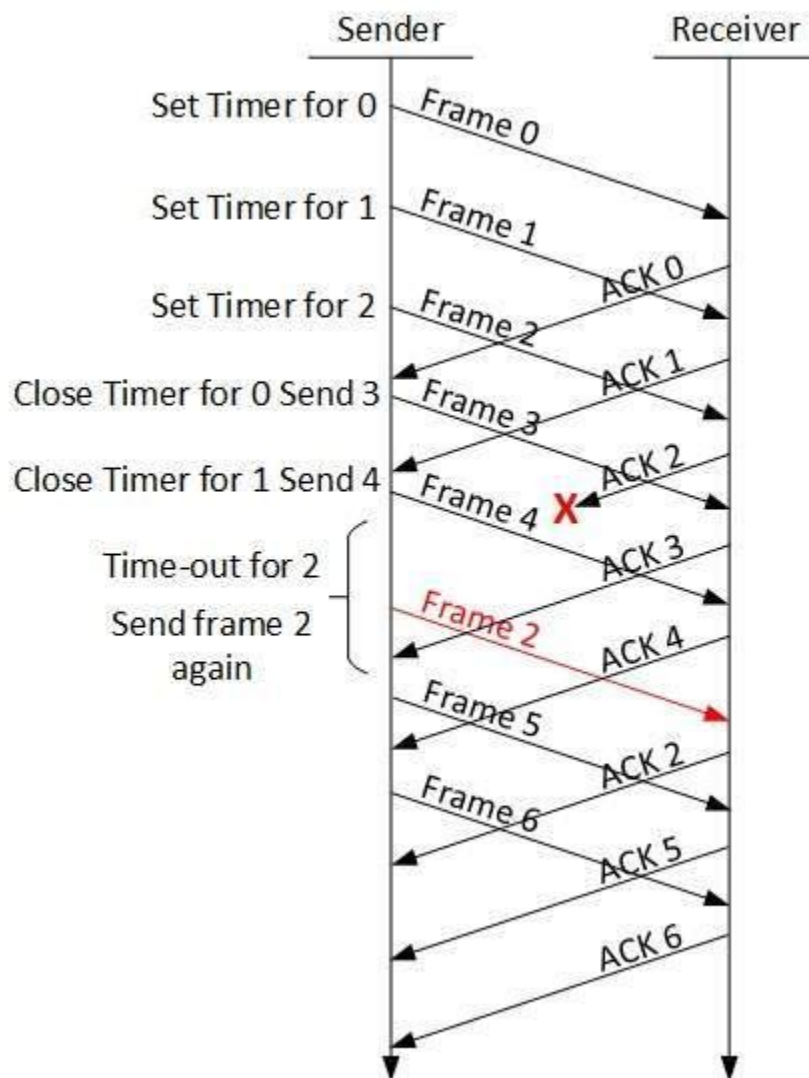 Sender
Receiver
Set Timer for 0
Frame 0
Set Timer for 1
Frame 1
ACK 0
Set Timer for 2
Frame 2
ACK 1
Close Timer for 0 Send 3
Frame 3
ACK 2
X
Close Timer for 1 Send 4
Frame 4
ACK 3
Time-out for 2
Send frame 2
again
Frame 2
ACK 4
Frame 5
ACK 2
Frame 6
ACK 5
ACK 6